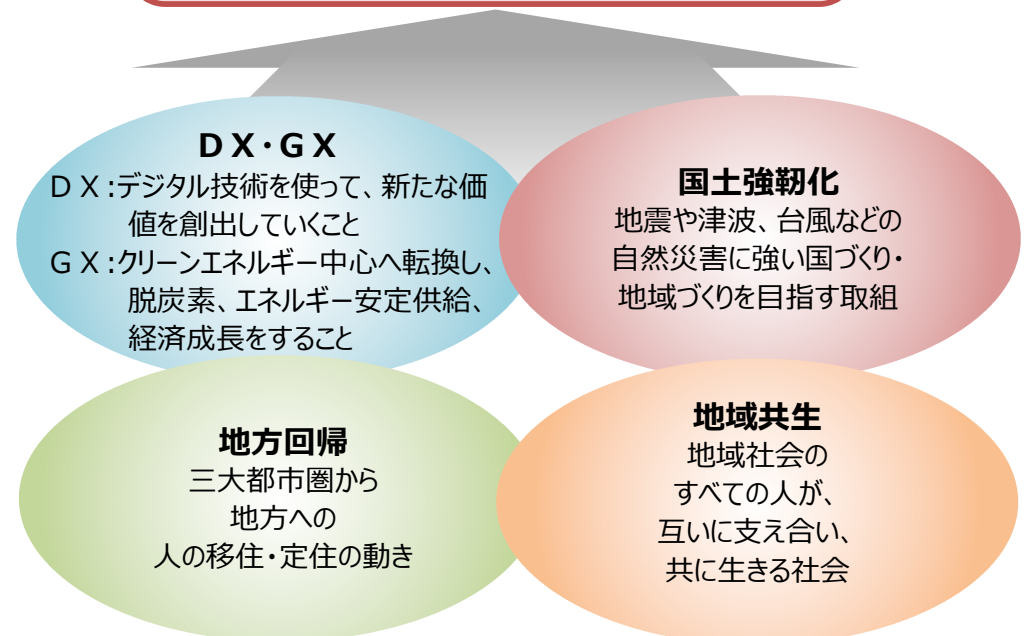 ＤＸ・ＧＸ
ＤＸ：デジタル技術を使って、新たな価
値を創出していくこと
ＧＸ：クリーンエネルギー中心へ転換し、
脱炭素、エネルギー安定供給、
経済成長をすること
国土強靭化
地震や津波、台風などの
自然災害に強い国づくり・
地域づくりを目指す取組
地方回帰
三大都市圏から
地方への
人の移住・定住の動き
地域共生
地域社会の
すべての人が、
互いに支え合い、
共に生きる社会